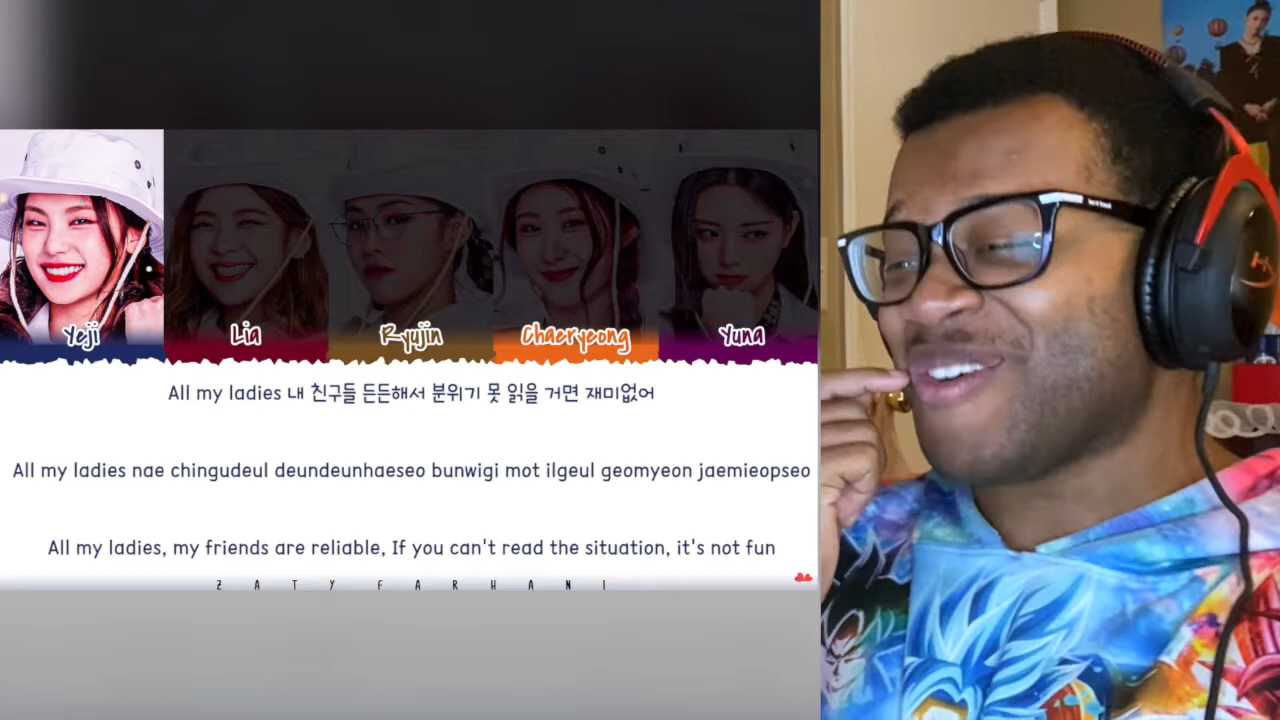 Yeji Lia Ryujin Chaeryeong Yuna
All my ladies 내 친구들 든든해서 분위기 못 읽을 거면 재미없어
All my ladies nae chingudeul deundeunhaeseo bunwigi mot ilgeul geomyeon jaemieopseo
All my ladies, my friends are reliable, If you can't read the situation, it's not fun
ZATY FARHANI